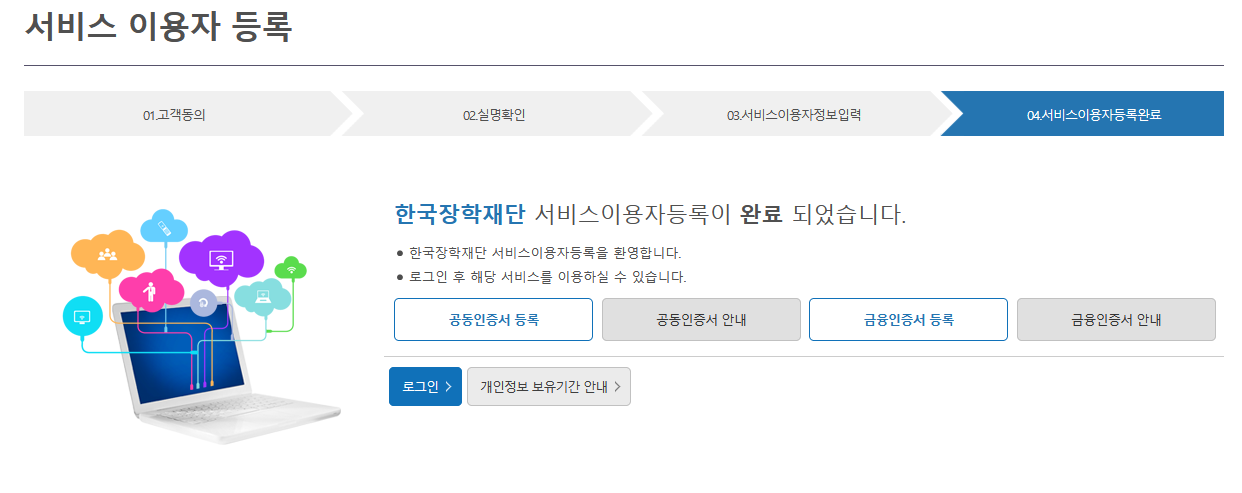 서비스 이용자 등록
01.고객동의
02.실명확인
03.서비스이용자정보입력
04.서비스이용자등록완료
한국장학재단 서비스이용자등록이 완료 되었습니다.
● 한국장학재단 서비스이용자등록을 환영합니다.
● 로그인 후 해당 서비스를 이용하실 수 있습니다.
공동인증서 등록
공동인증서 안내
금융인증서 등록
금융인증서 안내
로그인 >
개인정보 보유기간 안내 >